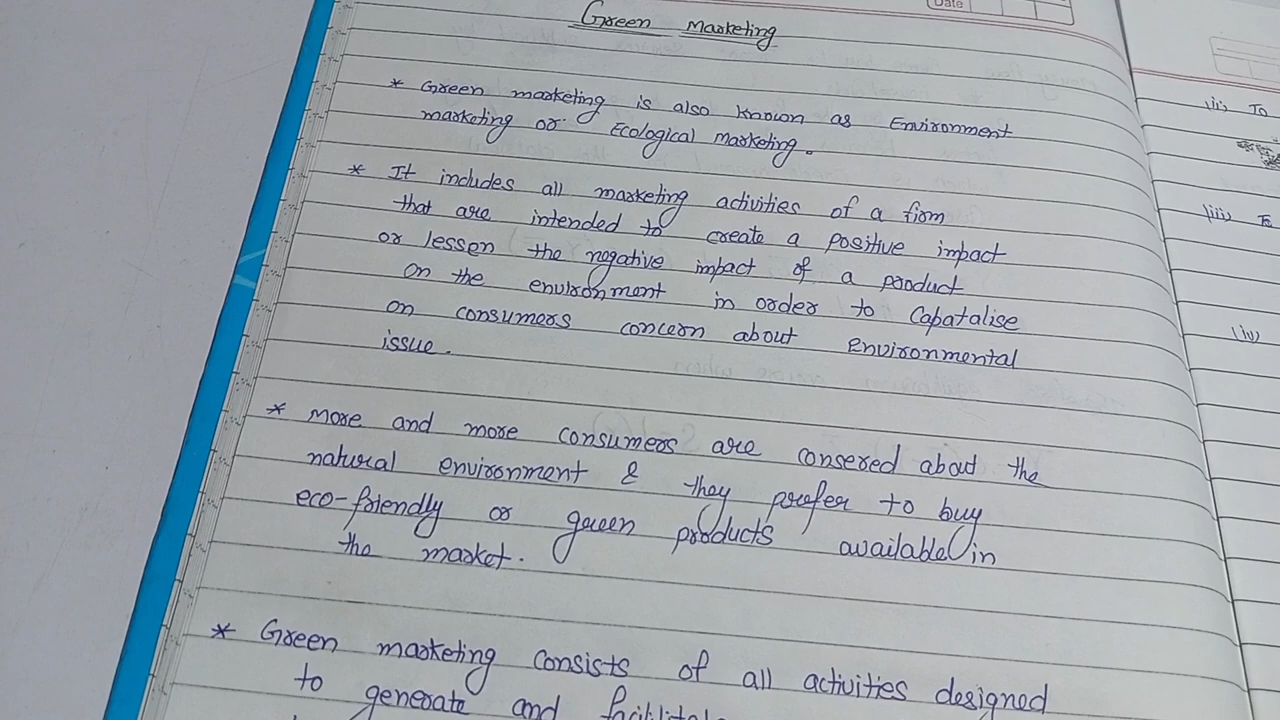 Date
Green Marketing
* Green marketing is also known as Environment
marketing or Ecological Marketing.
* It includes all marketing activities of a firm
that are intended to create a positive impact
or lessen the negative impact of a product
on the environment in order to Capatalise
on consumers concern about environmental
issue.
* More and more consumers are consered about the
natural environment & they prefer to buy
eco-friendly or green products available in
the market.
* Green marketing consists of all activities designed
to generate and facilitate
(ii) To
(iii) To
(iv)